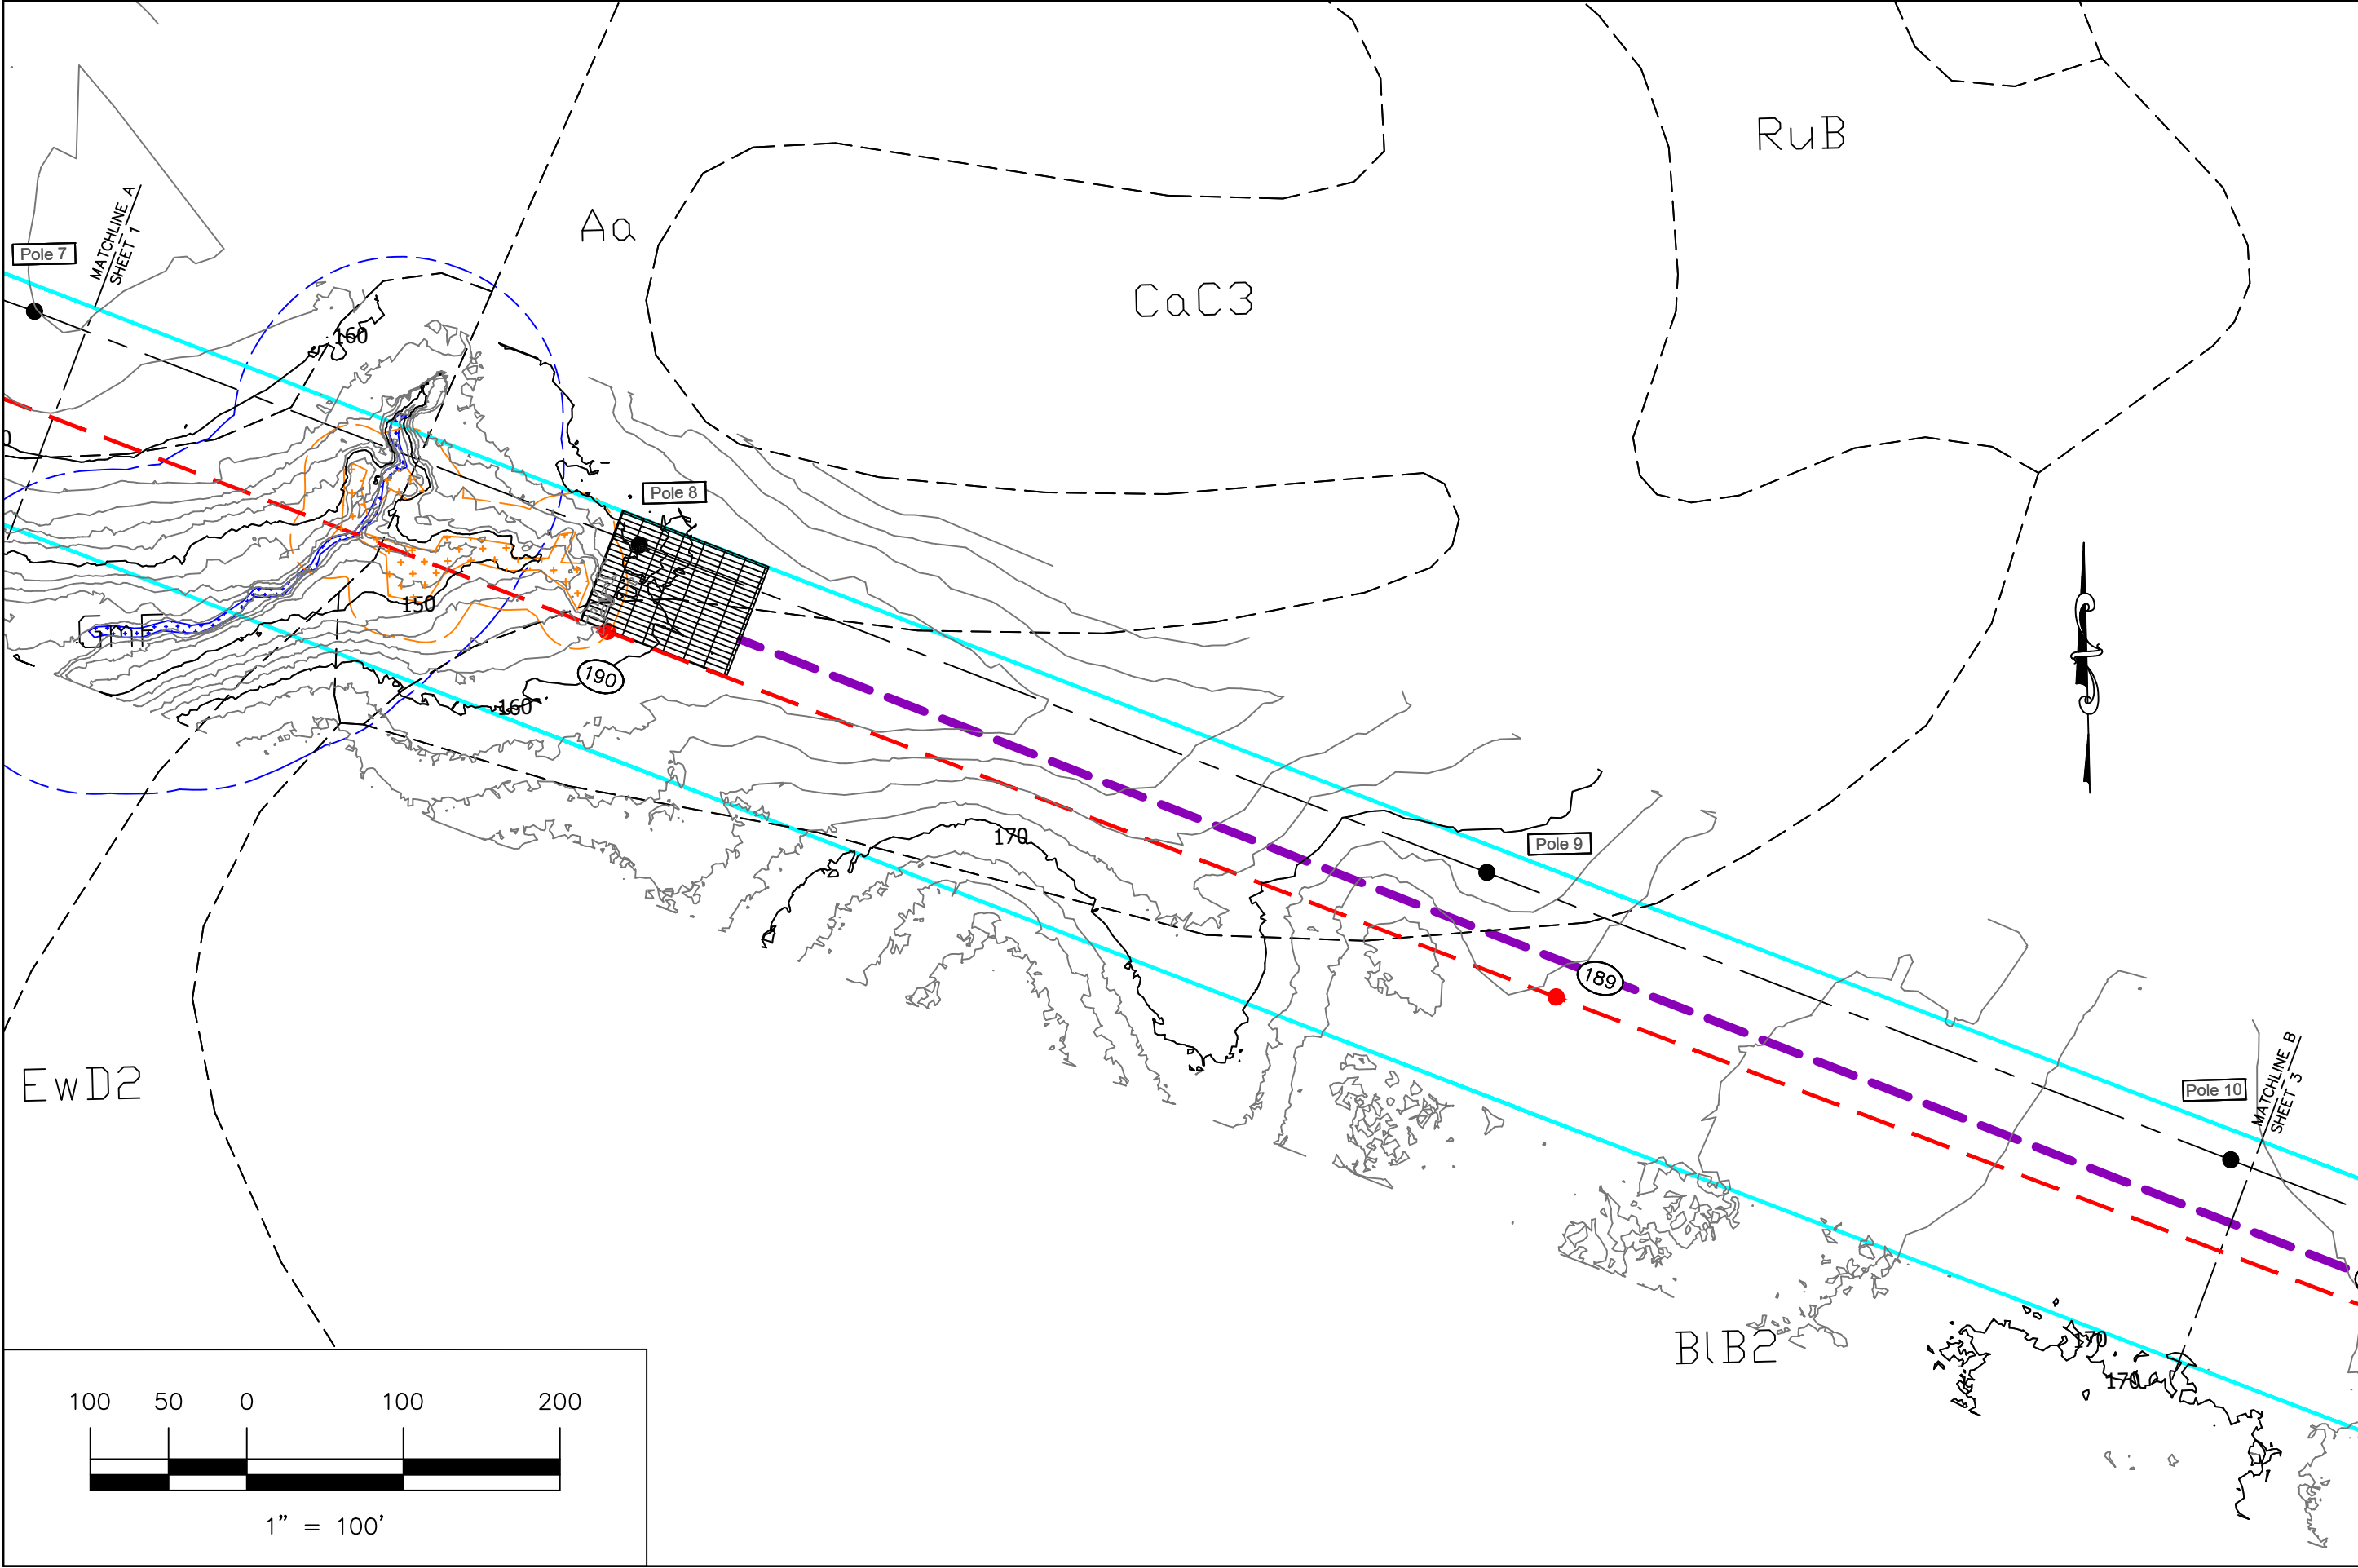 RuB
Aa
MATCHLINE A
SHEET 1
Pole 7
CaC3
160
Pole 8
150
190
160
170
Pole 9
189
EwD2
Pole 10
MATCHLINE B
SHEET 3
BlB2
170
170
100 50 0 100 200
1" = 100'